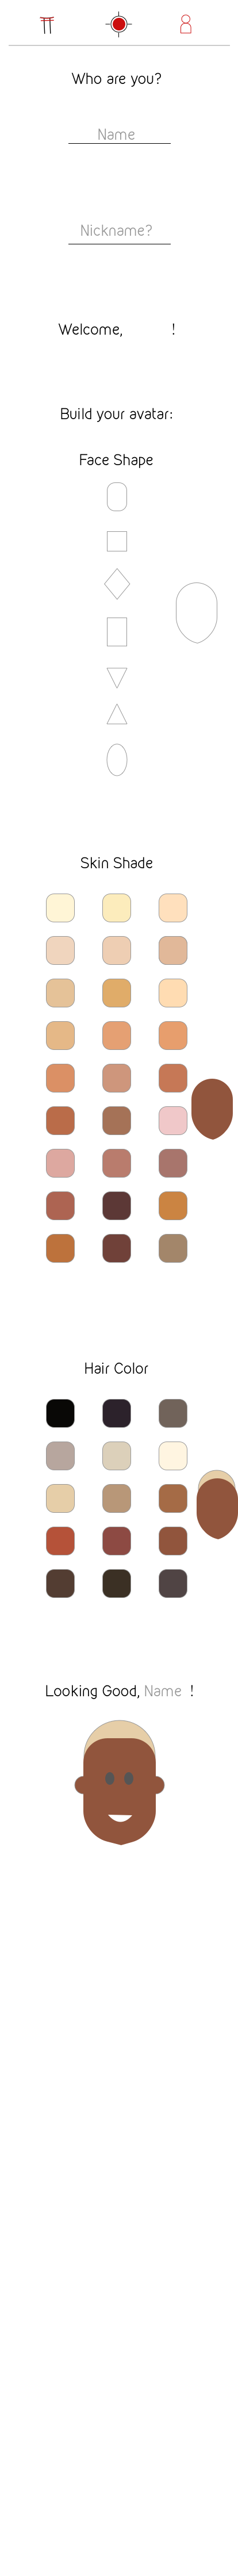 Who are you?
Name
Nickname?
Welcome, !
Build your avatar:
Face Shape
Skin Shade
Hair Color
Looking Good, Name !